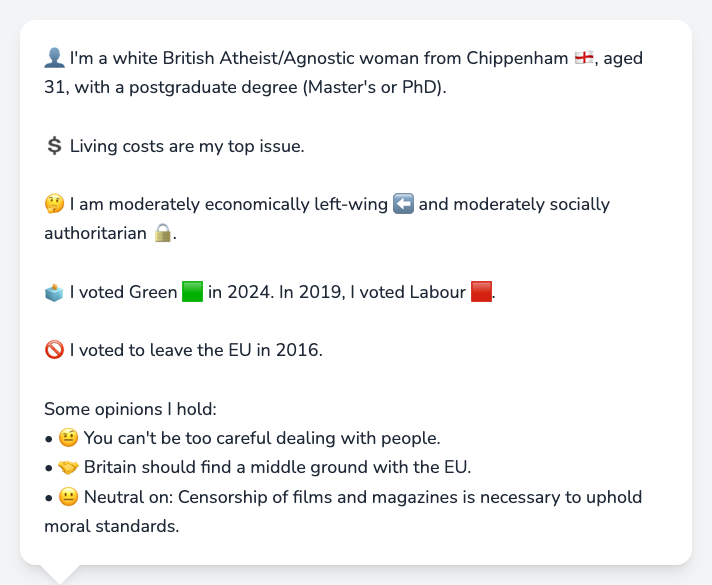 👤 I'm a white British Atheist/Agnostic woman from Chippenham 🏴󠁧󠁢󠁥󠁮󠁧󠁿, aged
31, with a postgraduate degree (Master's or PhD).
💲 Living costs are my top issue.
🤔 I am moderately economically left-wing ⬅️ and moderately socially
authoritarian 🔒.
🗳️ I voted Green 🟩 in 2024. In 2019, I voted Labour 🟥.
🚫 I voted to leave the EU in 2016.
Some opinions I hold:
• 🤨 You can't be too careful dealing with people.
• 🤝 Britain should find a middle ground with the EU.
• 😐 Neutral on: Censorship of films and magazines is necessary to uphold
moral standards.